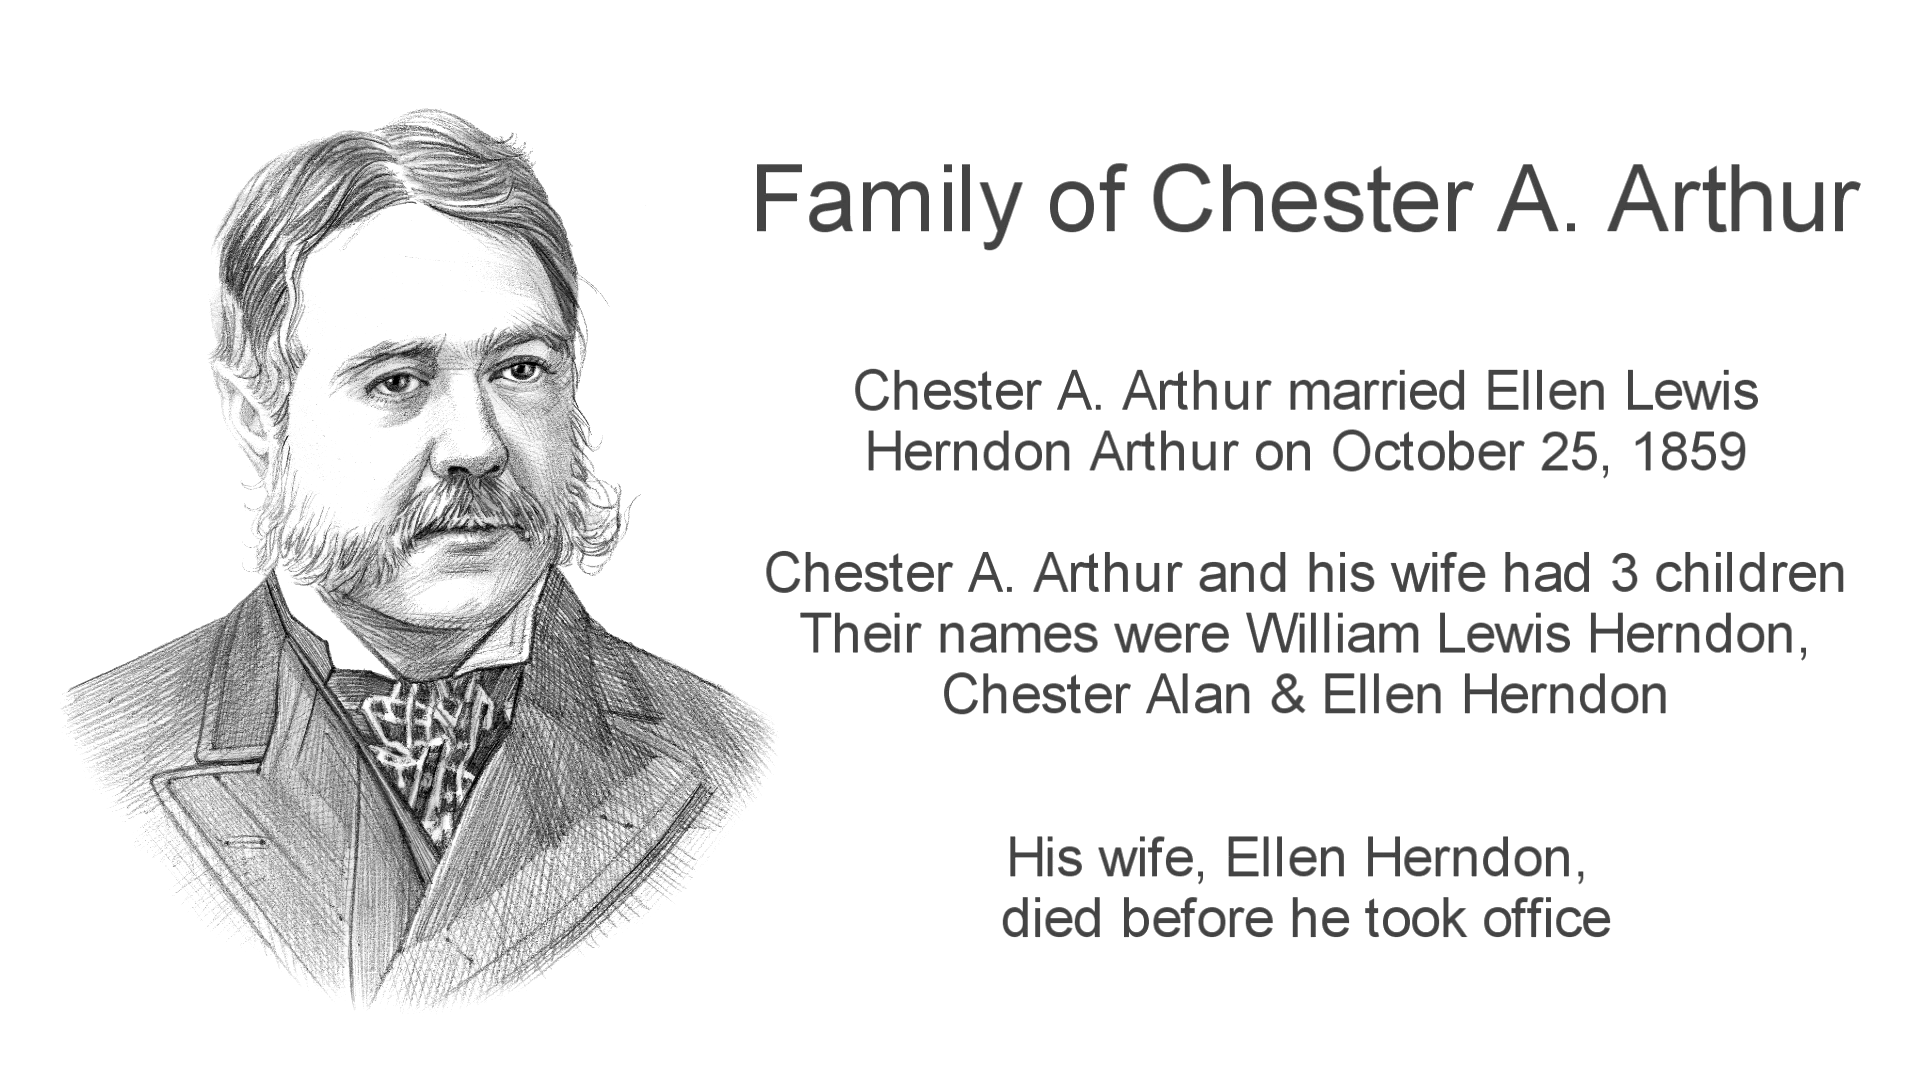 Family of Chester A. Arthur
Chester A. Arthur married Ellen Lewis
Herndon Arthur on October 25, 1859
Chester A. Arthur and his wife had 3 children
Their names were William Lewis Herndon,
Chester Alan & Ellen Herndon
His wife, Ellen Herndon,
died before he took office